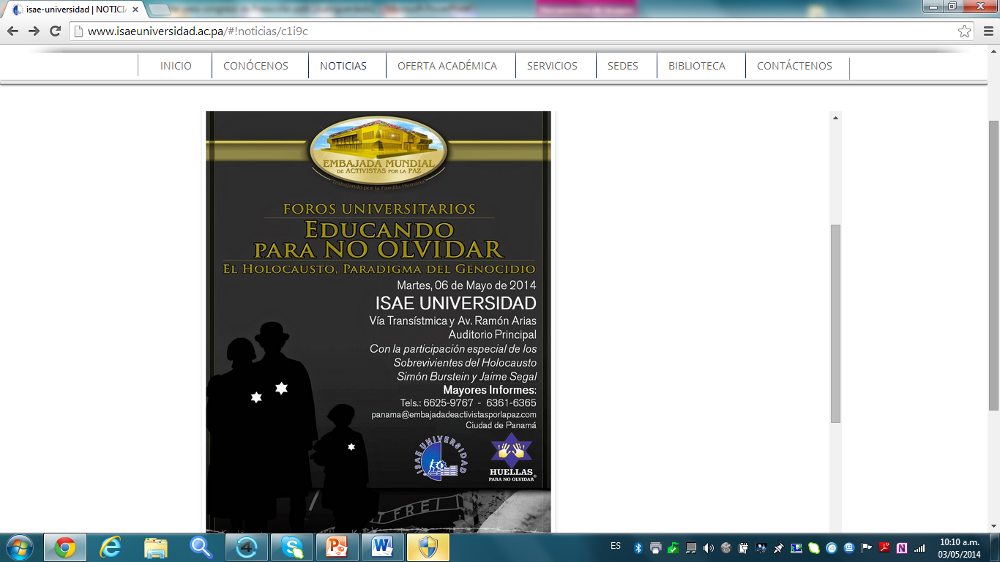 isae-universidad | NOTICIA
www.isaeuniversidad.ac.pa/#!noticias/c1i9c
INICIO
CONÓCENOS
NOTICIAS
OFERTA ACADÉMICA
SERVICIOS
SEDES
BIBLIOTECA
CONTÁCTENOS
EMBAJADA MUNDIAL
DE ACTIVISTAS POR LA PAZ
Trabajando por la Familia Humana
FOROS UNIVERSITARIOS
EDUCANDO
PARA NO OLVIDAR
EL HOLOCAUSTO, PARADIGMA DEL GENOCIDIO
Martes, 06 de Mayo de 2014
ISAE UNIVERSIDAD
Vía Transístmica y Av. Ramón Arias
Auditorio Principal
Con la participación especial de los
Sobrevivientes del Holocausto
Simón Burstein y Jaime Segal
Mayores Informes:
Tels.: 6625-9767 - 6361-6365
panama@embajadadeactivistasporlapaz.com
Ciudad de Panamá
ISAE UNIVERSIDAD
HUELLAS
PARA NO OLVIDAR®
FREI
ES
10:10 a.m.
03/05/2014